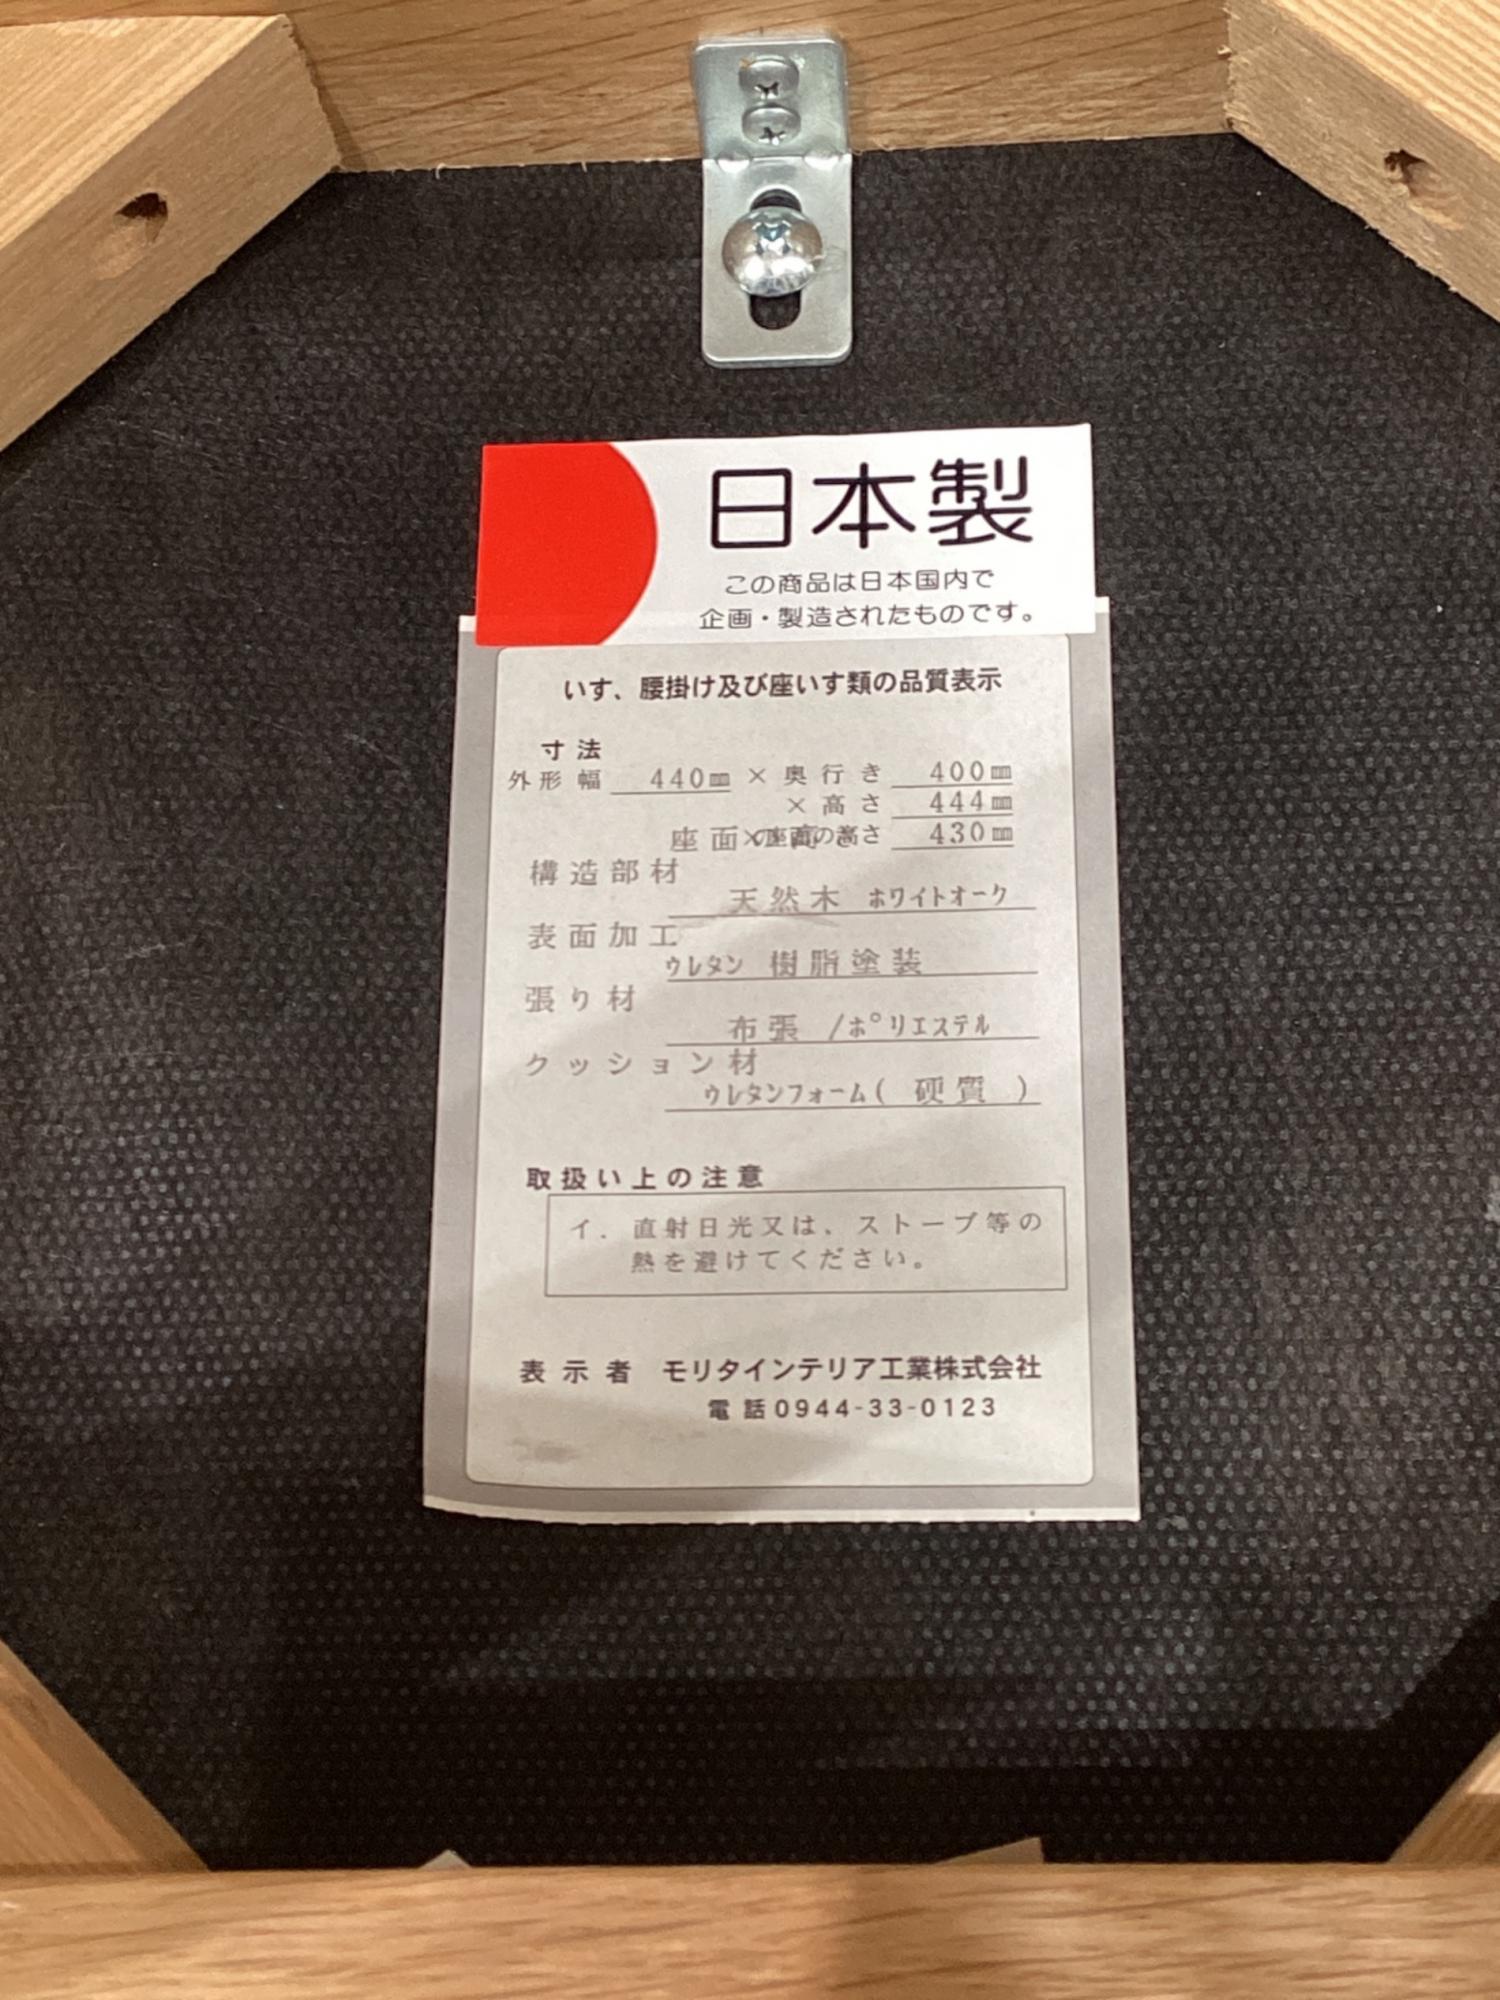 日本製
この商品は日本国内で
企画・製造されたものです。
いす、腰掛け及び座いす類の品質表示
寸法
外形幅 440㎜ × 奥行き 400㎜
× 高さ 444㎜
×座面の高さ 430㎜
構造部材
天然木 ﾎﾜｲﾄｵｰｸ
表面加工
ｳﾚﾀﾝ 樹脂塗装
張り材
布張 /ﾎﾟﾘｴｽﾃﾙ
クッション材
ｳﾚﾀﾝﾌｫｰﾑ( 硬質 )
取扱い上の注意
イ. 直射日光又は、ストーブ等の
熱を避けてください。
表示者 モリタインテリア工業株式会社
電話0944-33-0123